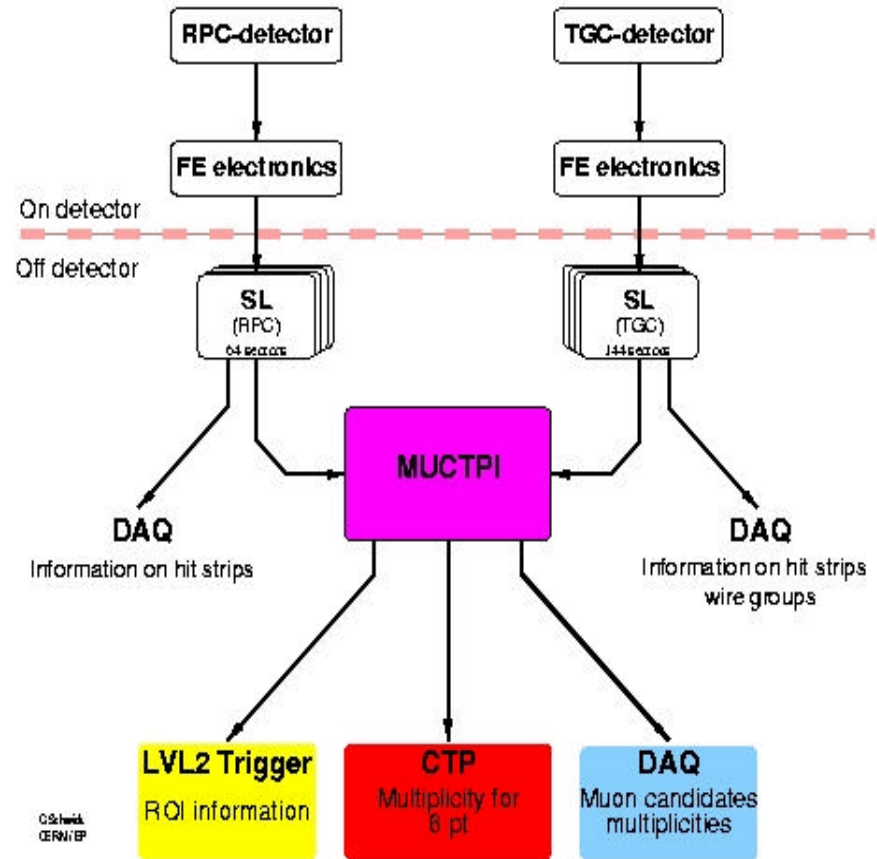 RPC-detector
TGC-detector
FE electronics
FE electronics
On detector
Off detector
SL
(RPC)
64 sectors
SL
(TGC)
144 sectors
MUCTPI
DAQ
Information on hit strips
DAQ
Information on hit strips
wire groups
LVL2 Trigger
ROI information
CTP
Multiplicity for
6 pt
DAQ
Muon candidates
multiplicities
CERN/EP